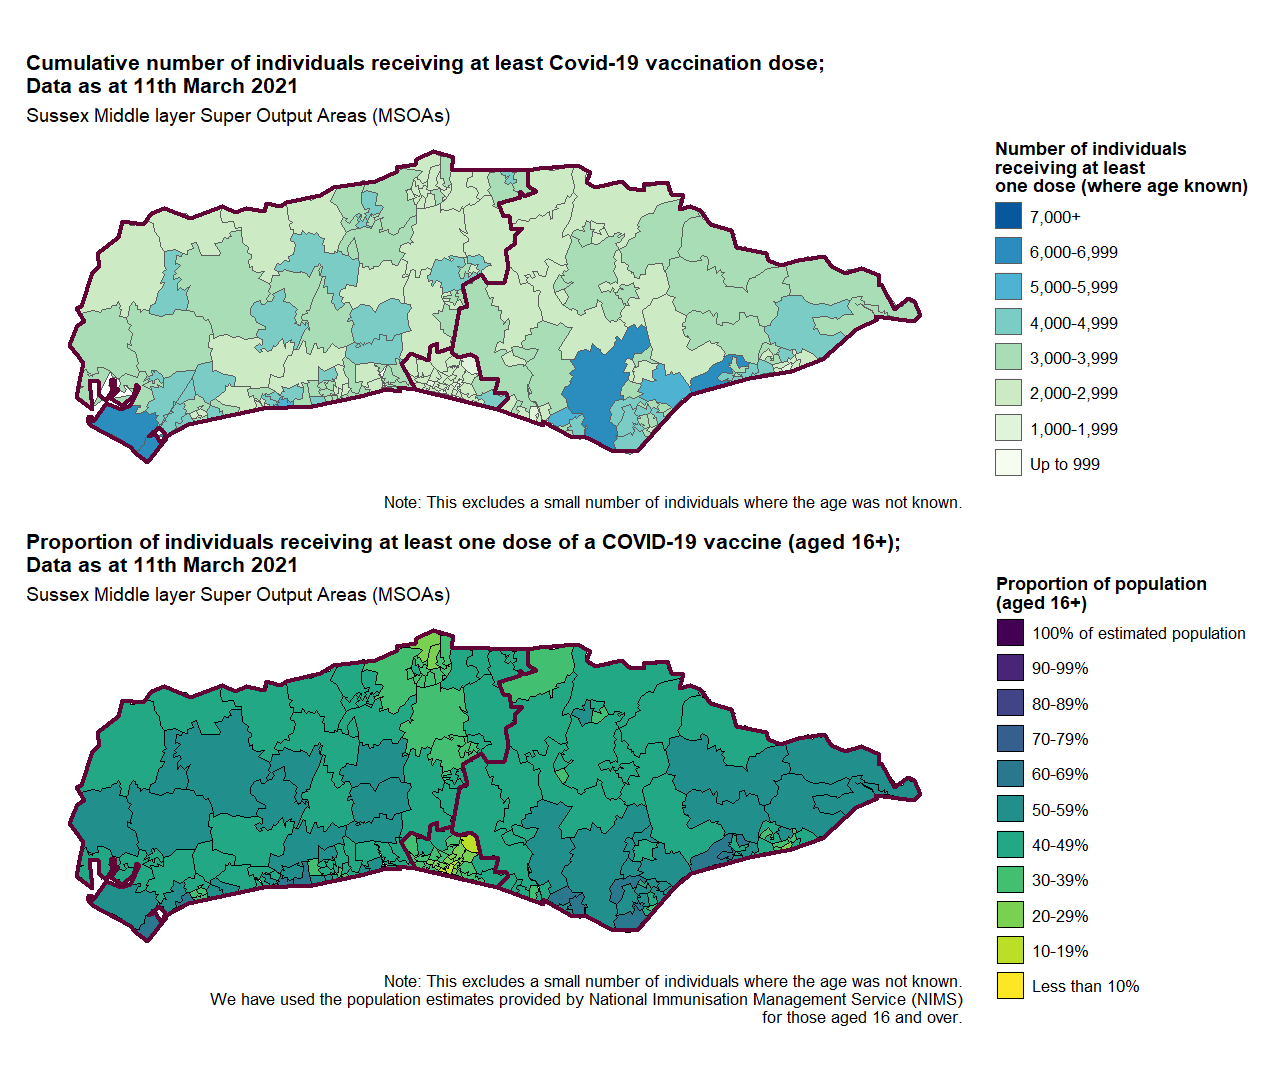 Cumulative number of individuals receiving at least Covid-19 vaccination dose;
Data as at 11th March 2021
Sussex Middle layer Super Output Areas (MSOAs)
Number of individuals
receiving at least
one dose (where age known)
7,000+
6,000-6,999
5,000-5,999
4,000-4,999
3,000-3,999
2,000-2,999
1,000-1,999
Up to 999
Note: This excludes a small number of individuals where the age was not known.
Proportion of individuals receiving at least one dose of a COVID-19 vaccine (aged 16+);
Data as at 11th March 2021
Sussex Middle layer Super Output Areas (MSOAs)
Proportion of population
(aged 16+)
100% of estimated population
90-99%
80-89%
70-79%
60-69%
50-59%
40-49%
30-39%
20-29%
10-19%
Less than 10%
Note: This excludes a small number of individuals where the age was not known.
We have used the population estimates provided by National Immunisation Management Service (NIMS)
for those aged 16 and over.